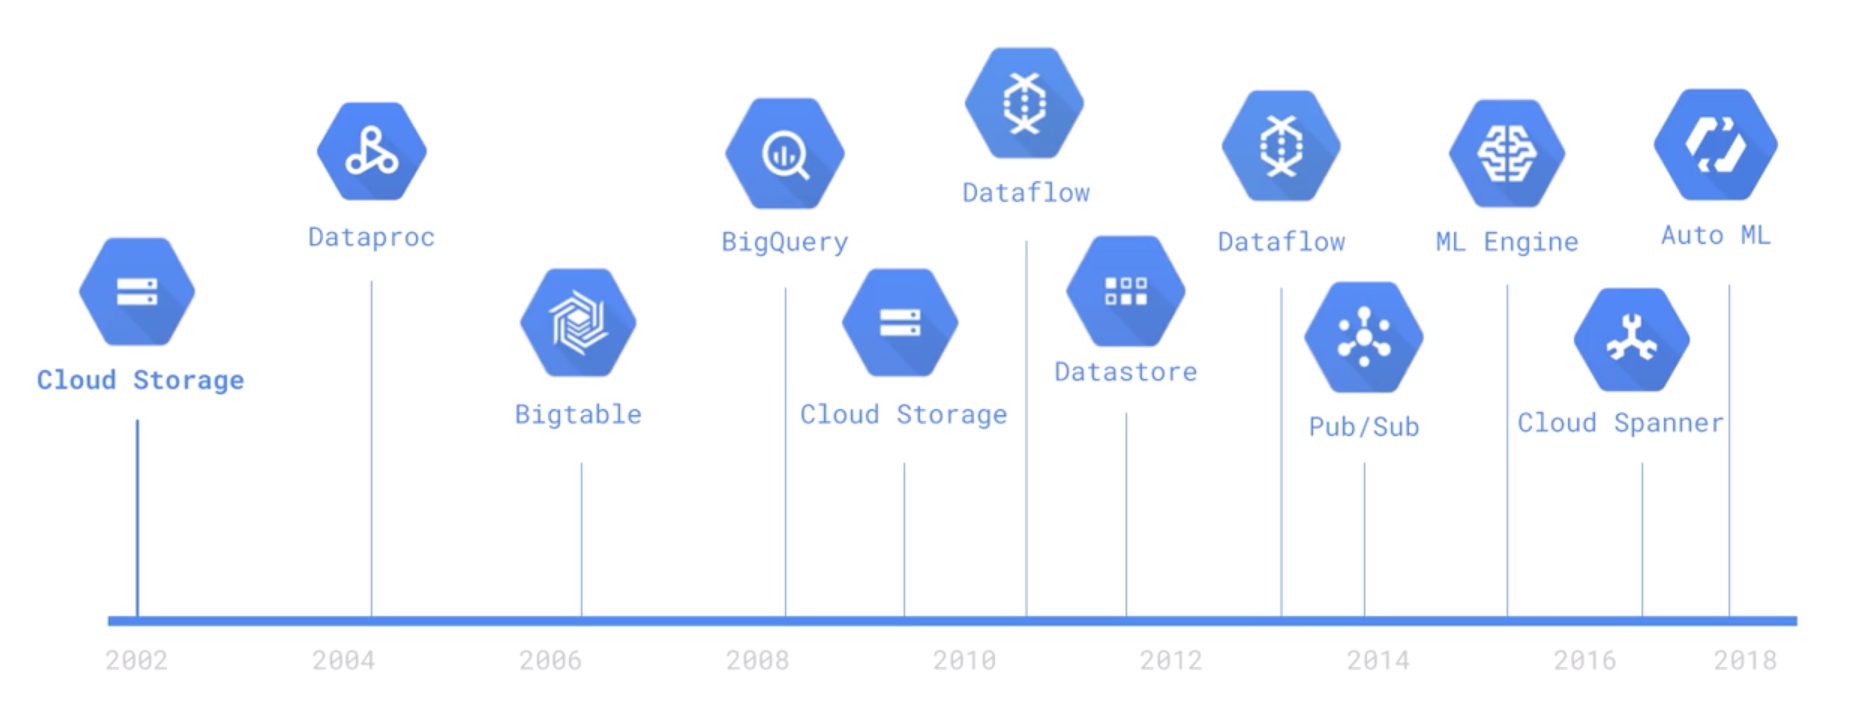 Dataflow
Dataproc
BigQuery
Dataflow
ML Engine
Auto ML
Cloud Storage
Bigtable
Cloud Storage
Datastore
Pub/Sub
Cloud Spanner
2002 2004 2006 2008 2010 2012 2014 2016 2018